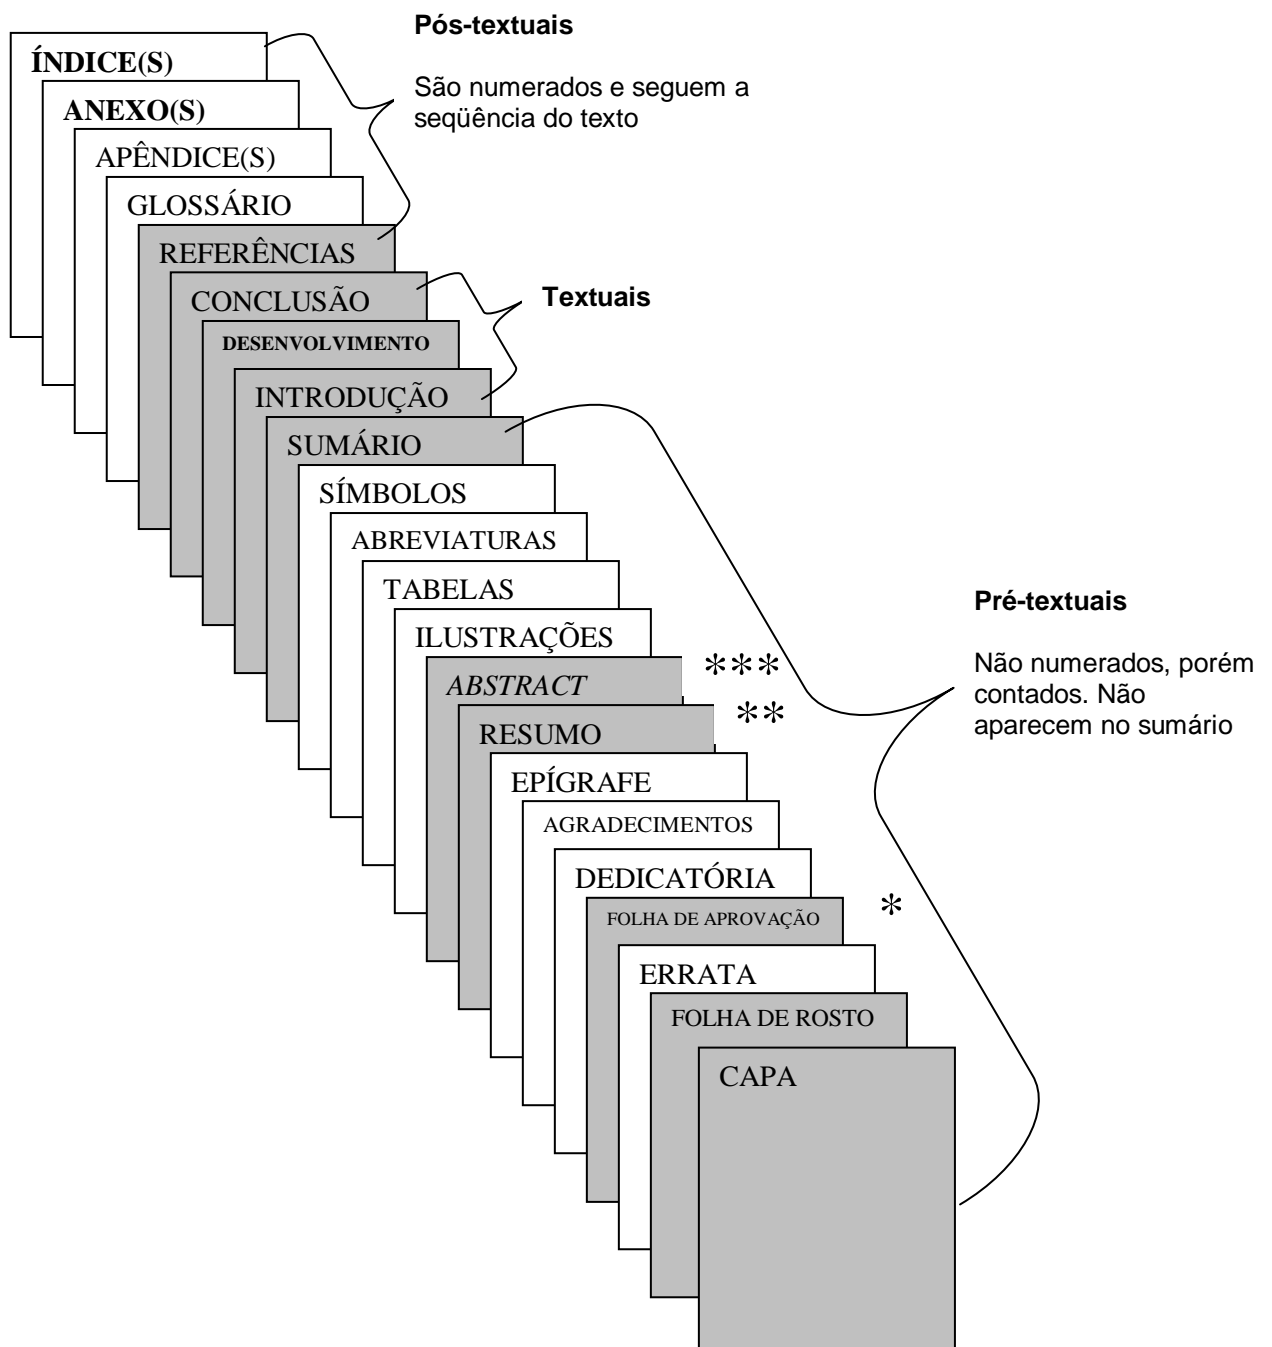 Pós-textuais
São numerados e seguem a
seqüência do texto
ÍNDICE(S)
ANEXO(S)
APÊNDICE(S)
GLOSSÁRIO
REFERÊNCIAS
CONCLUSÃO
Textuais
DESENVOLVIMENTO
INTRODUÇÃO
SUMÁRIO
SÍMBOLOS
ABREVIATURAS
TABELAS
ILUSTRAÇÕES
Pré-textuais
Não numerados, porém
contados. Não
aparecem no sumário
ABSTRACT ***
RESUMO **
EPÍGRAFE
AGRADECIMENTOS
DEDICATÓRIA
FOLHA DE APROVAÇÃO *
ERRATA
FOLHA DE ROSTO
CAPA